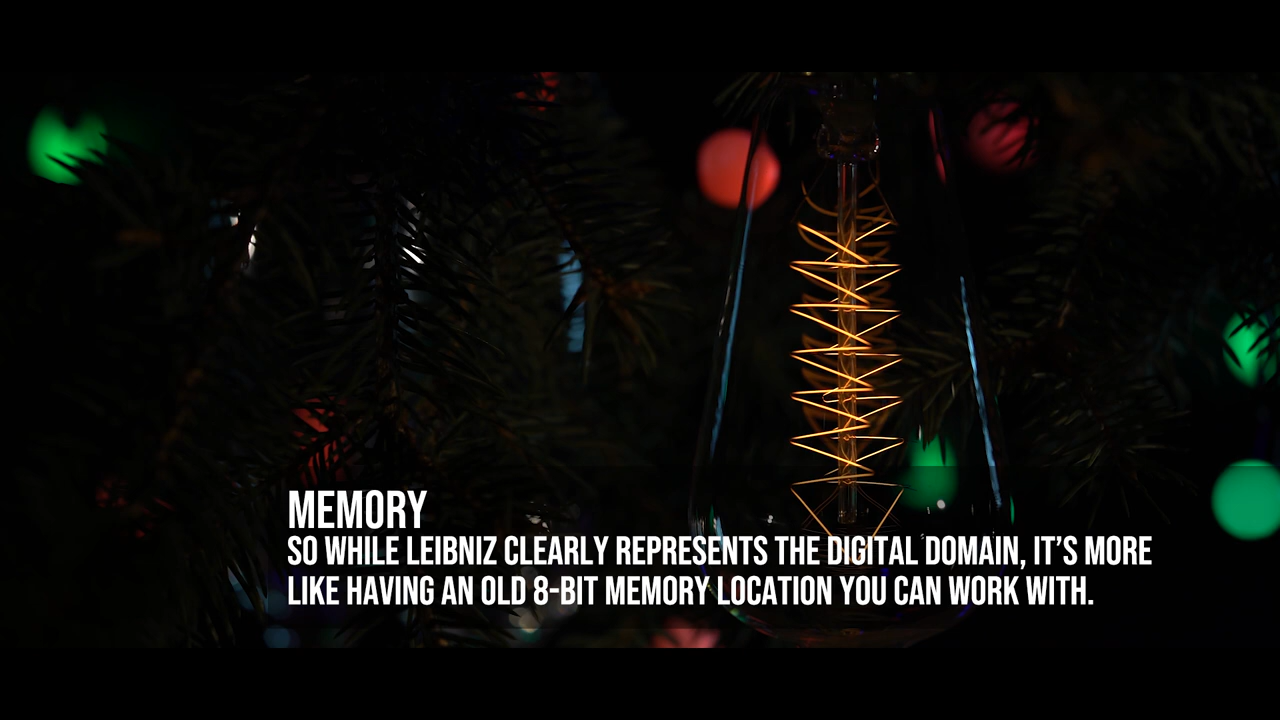 MEMORY
SO WHILE LEIBNIZ CLEARLY REPRESENTS THE DIGITAL DOMAIN, IT’S MORE
LIKE HAVING AN OLD 8-BIT MEMORY LOCATION YOU CAN WORK WITH.